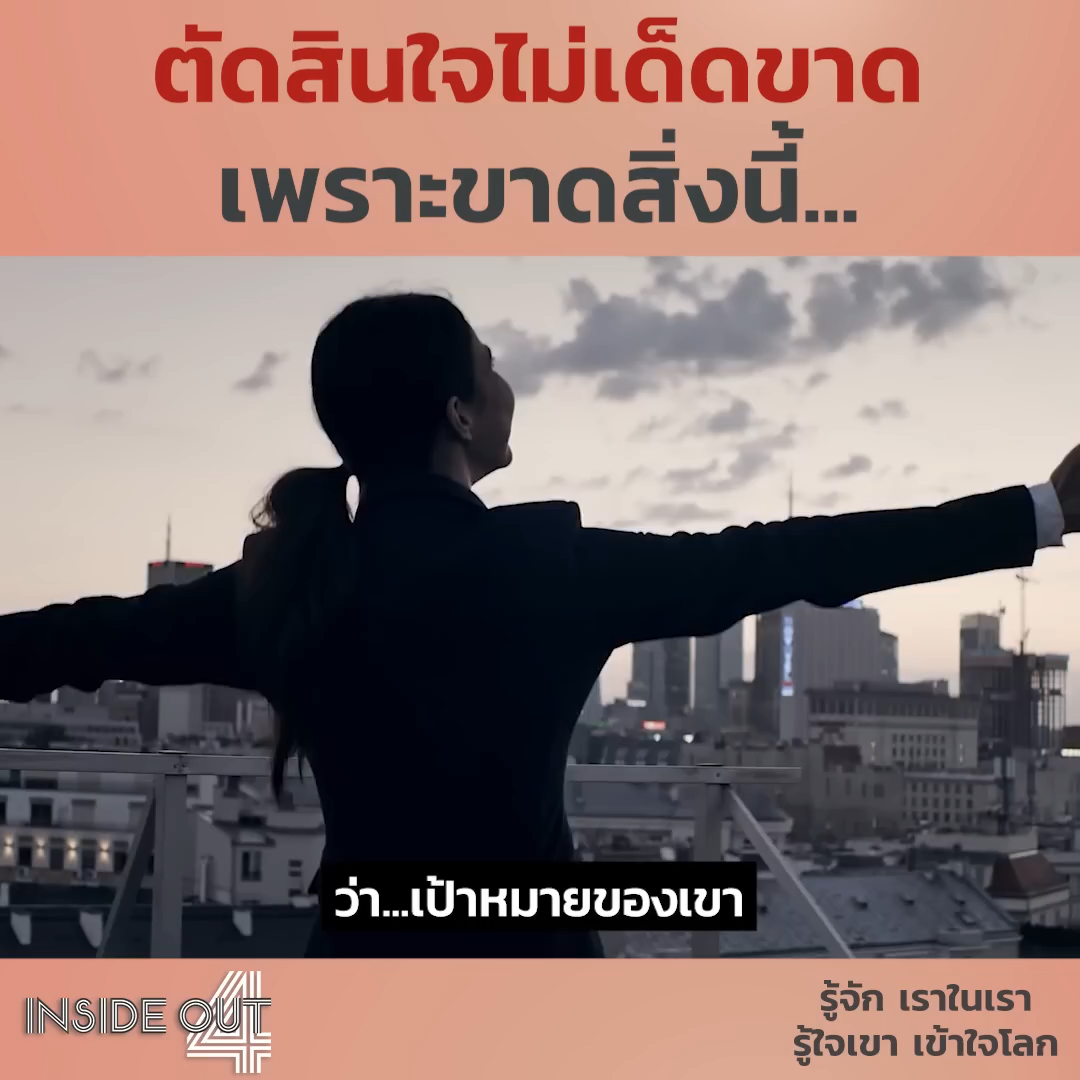 ตัดสินใจไม่เด็ดขาด
เพราะขาดสิ่งนี้...
ว่า...เป้าหมายของเขา
INSIDE OUT 4
รู้จัก เราในเรา
รู้ใจเขา เข้าใจโลก